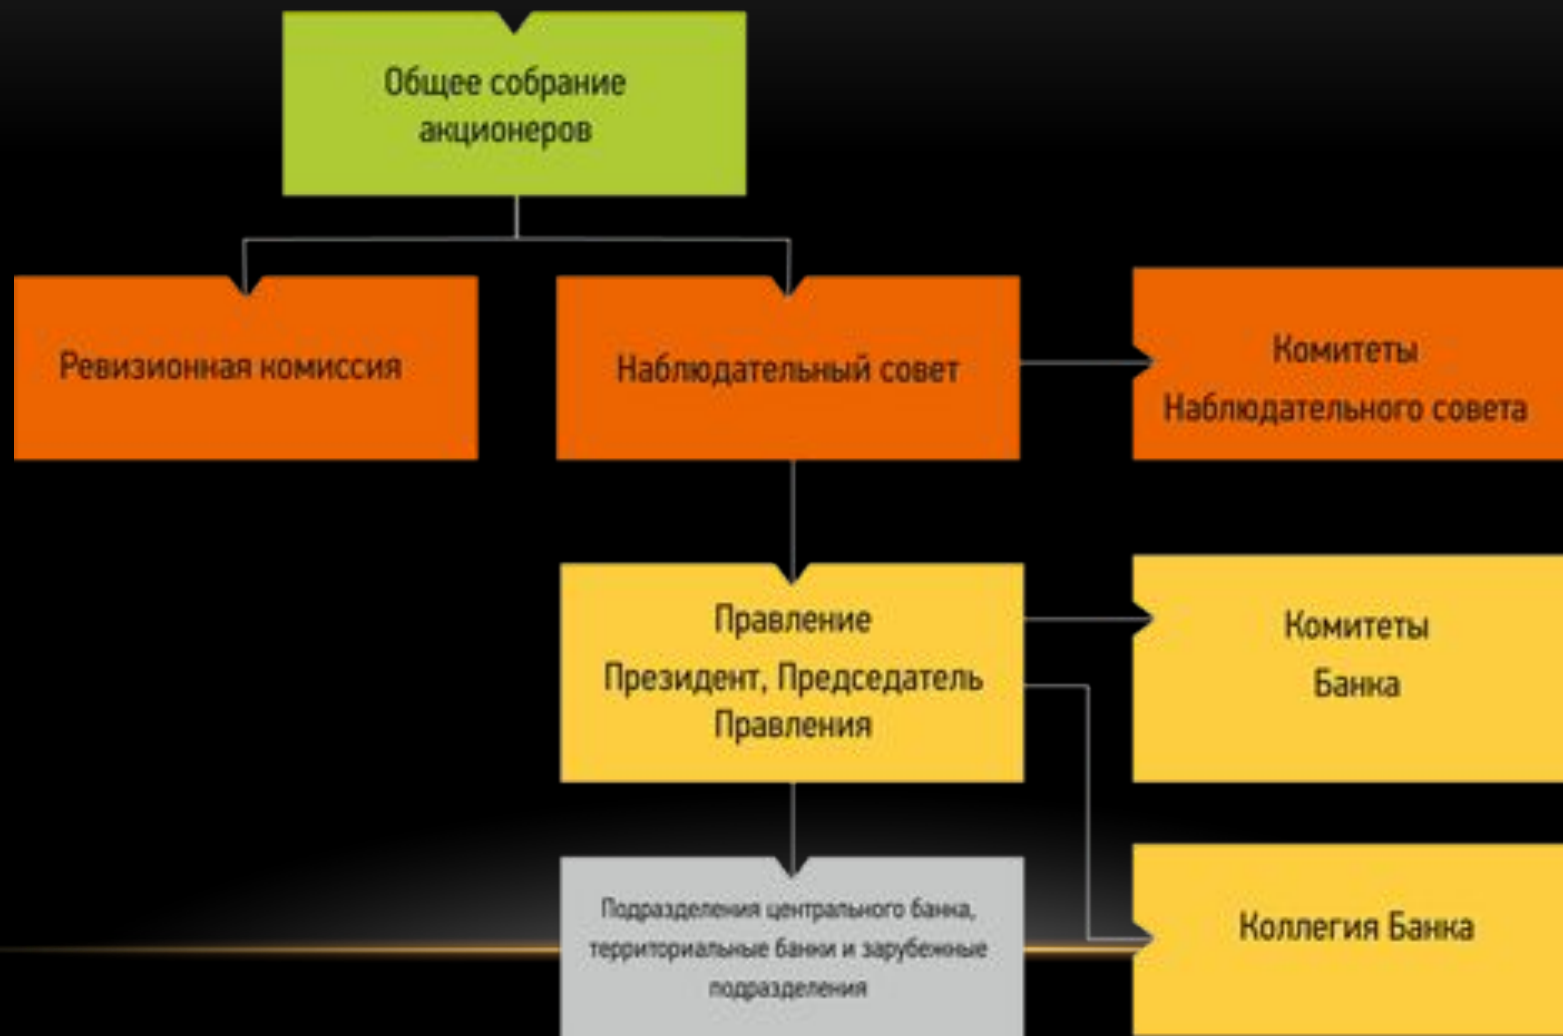 Общее собрание
акционеров
Ревизионная комиссия
Наблюдательный совет
Комитеты
Наблюдательного совета
Правление
Президент, Председатель
Правления
Комитеты
Банка
Подразделения центрального банка,
территориальные банки и зарубежные
подразделения
Коллегия Банка